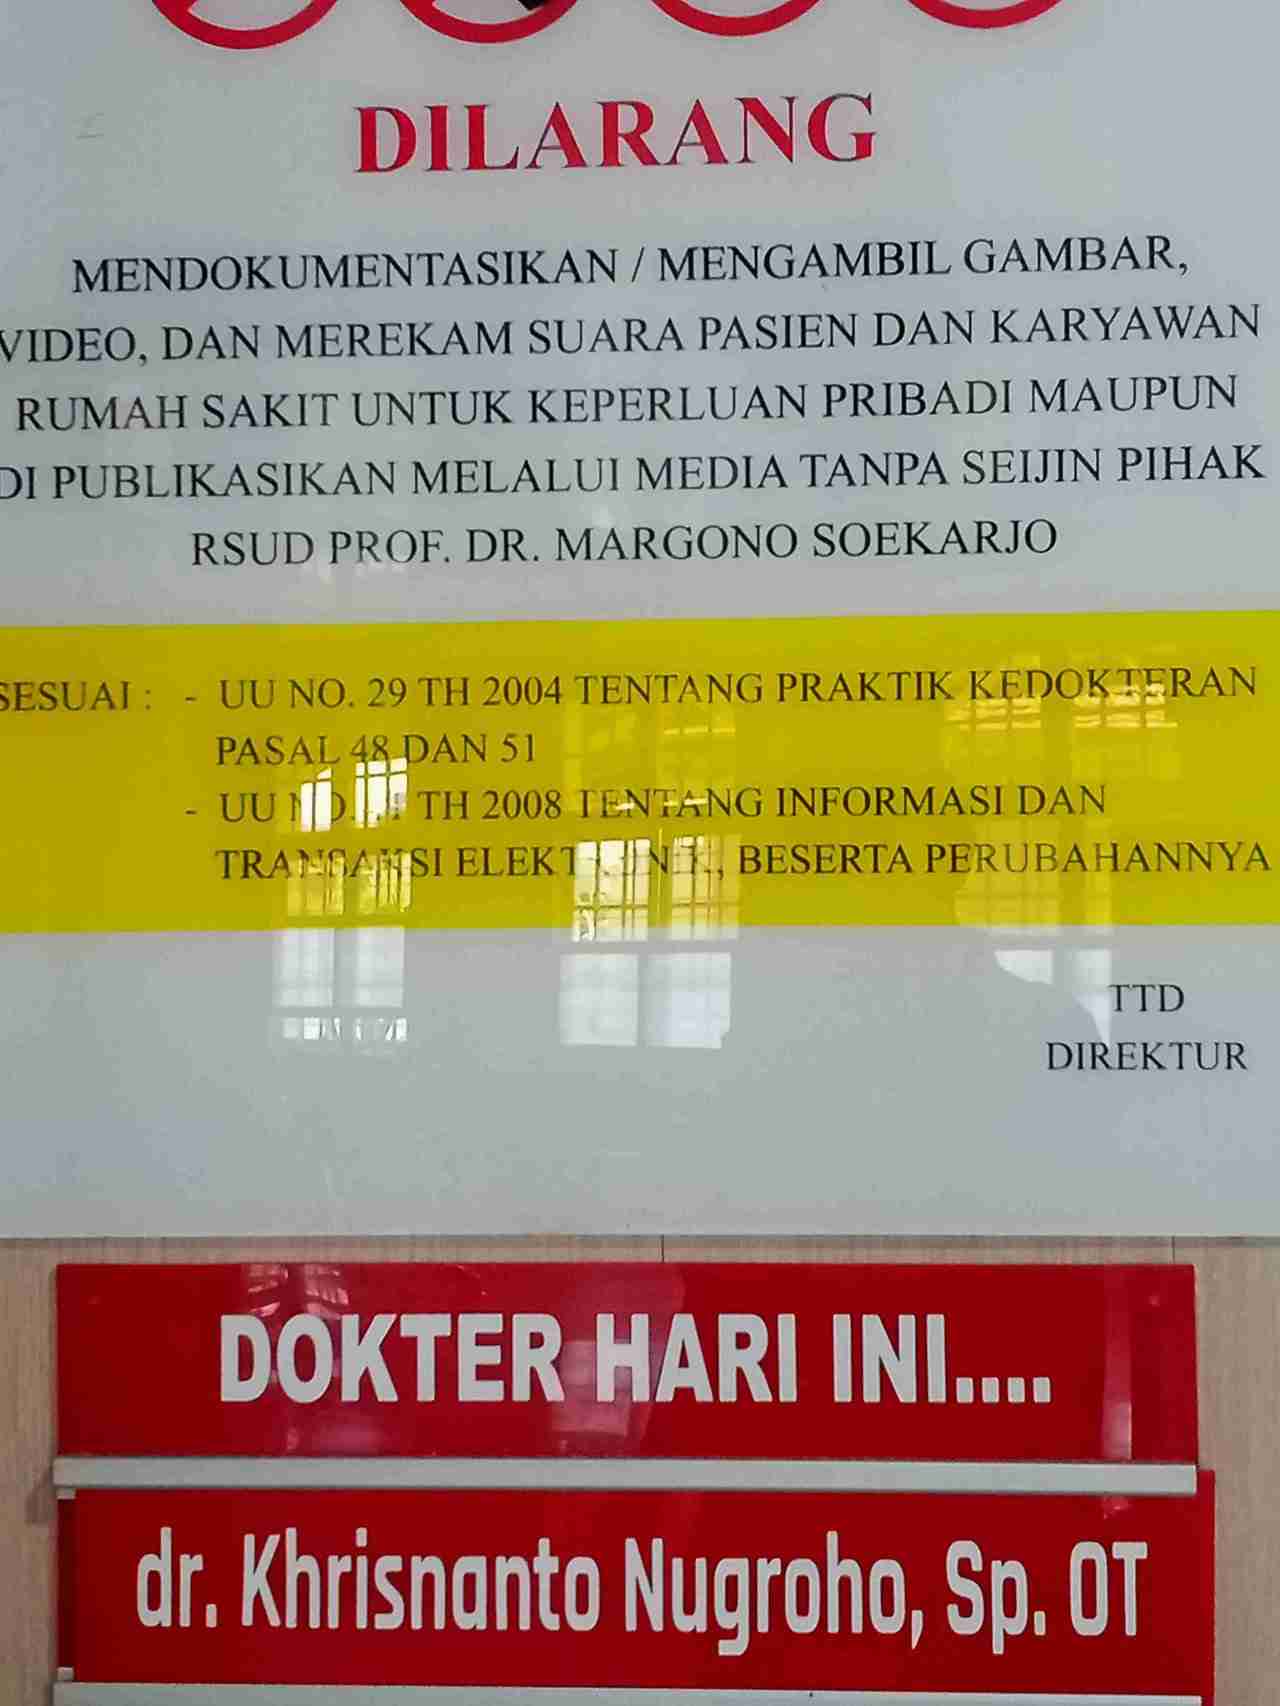 DILARANG
MENDOKUMENTASIKAN / MENGAMBIL GAMBAR,
VIDEO, DAN MEREKAM SUARA PASIEN DAN KARYAWAN
RUMAH SAKIT UNTUK KEPERLUAN PRIBADI MAUPUN
DI PUBLIKASIKAN MELALUI MEDIA TANPA SEIJIN PIHAK
RSUD PROF. DR. MARGONO SOEKARJO
SESUAI : - UU NO. 29 TH 2004 TENTANG PRAKTIK KEDOKTERAN
PASAL 48 DAN 51
- UU NO. TH 2008 TENTANG INFORMASI DAN
TRANSAKSI ELEKTRONIK, BESERTA PERUBAHANNYA
TTD
DIREKTUR
DOKTER HARI INI....
dr. Khrisnanto Nugroho, Sp. OT